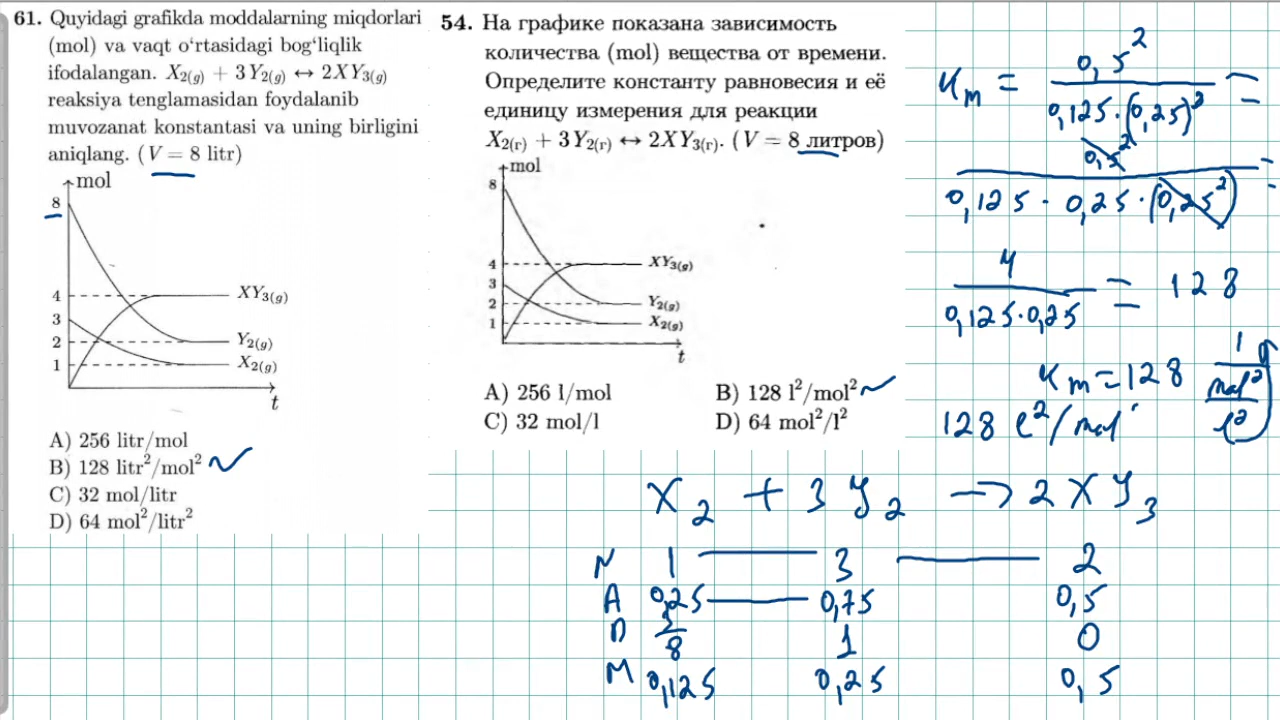 61. Quyidagi grafikda moddalarning miqdorlari
(mol) va vaqt o‘rtasidagi bog‘liqlik
ifodalangan. X₂₍g₎ + 3Y₂₍g₎ ↔ 2XY₃₍g₎
reaksiya tenglamasidan foydalanib
muvozanat konstantasi va uning birligini
aniqlang. (V = 8 litr)
mol
8
4
3
2
1
XY₃₍g₎
Y₂₍g₎
X₂₍g₎
t
A) 256 litr/mol
B) 128 litr²/mol²
C) 32 mol/litr
D) 64 mol²/litr²
54. На графике показана зависимость
количества (mol) вещества от времени.
Определите константу равновесия и её
единицу измерения для реакции
X₂₍г₎ + 3Y₂₍г₎ ↔ 2XY₃₍г₎. (V = 8 литров)
mol
8
4
3
2
1
XY₃₍g₎
Y₂₍g₎
X₂₍g₎
t
A) 256 l/mol
B) 128 l²/mol²
C) 32 mol/l
D) 64 mol²/l²
Kₘ = 0,5² / 0,125·(0,25)³ =
0,5² / 0,125 · 0,25 · (0,25²) =
4 / 0,125·0,25 = 128
Kₘ = 128 1 / mol² / l²
128 l²/mol
X₂ + 3Y₂ → 2XY₃
N 1 3 2
A 0,25 0,75 0,5
D 3/8 1 0
M 0,125 0,25 0,5